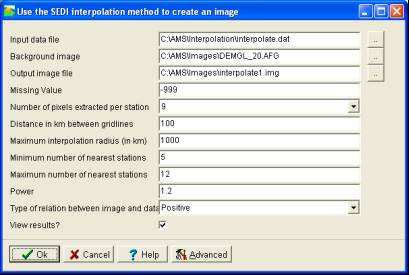 Use the SEDI interpolation method to create an image
Input data file C:\AMS\Interpolation\interpolate.dat ..
Background image C:\AMS\Images\DEMGL_20.AFG ..
Output image file C:\AMS\Images\interpolate1.img ..
Missing Value -999
Number of pixels extracted per station 9
Distance in km between gridlines 100
Maximum interpolation radius (in km) 1000
Minimum number of nearest stations 5
Maximum number of nearest stations 12
Power 1.2
Type of relation between image and data Positive
View results?
Ok Cancel Help Advanced